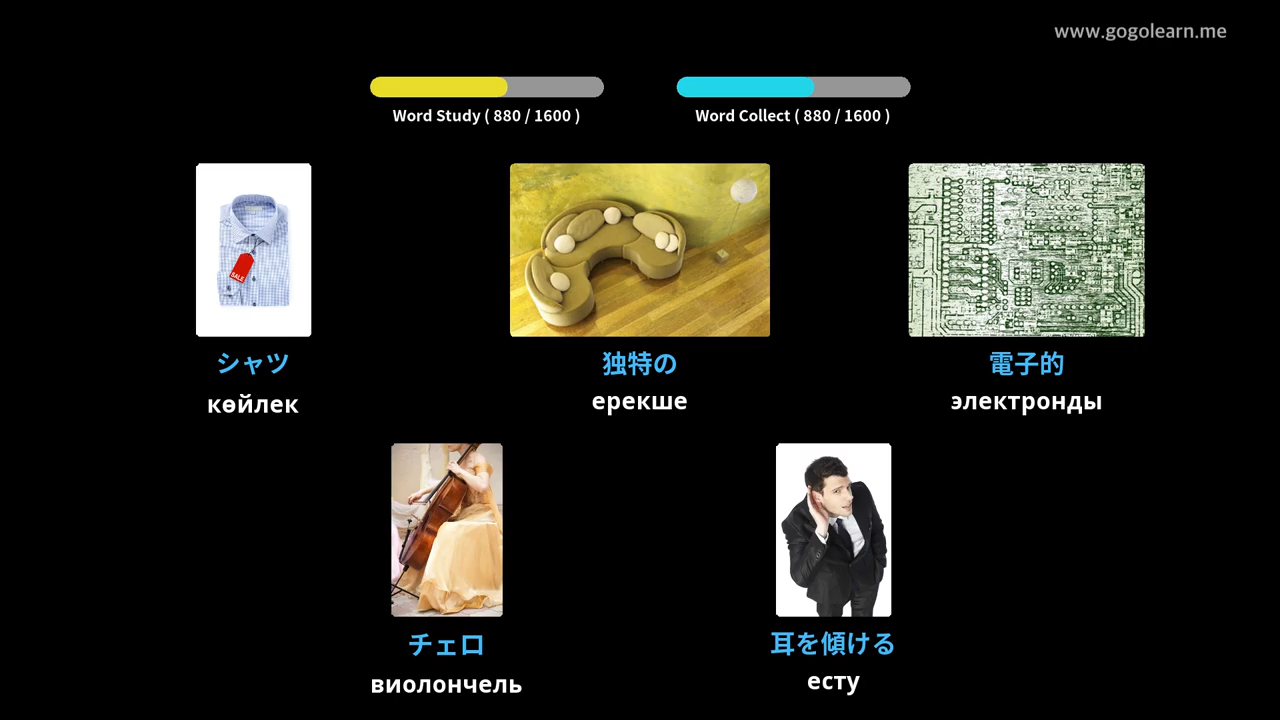 www.gogolearn.me
Word Study ( 880 / 1600 )
Word Collect ( 880 / 1600 )
SALE
シャツ
көйлек
独特の
ерекше
電子的
электронды
チェロ
виолончель
耳を傾ける
есту